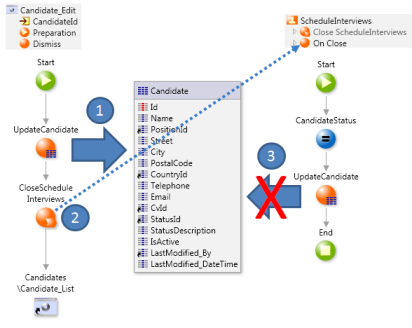 Candidate_Edit
CandidateId
Preparation
Dismiss
Start
UpdateCandidate
CloseSchedule
Interviews
Candidates
\Candidate_List
1
2
Candidate
Id
Name
PositionId
Street
City
PostalCode
CountryId
Telephone
Email
CvId
StatusId
StatusDescription
IsActive
LastModified_By
LastModified_DateTime
3
ScheduleInterviews
Close ScheduleInterviews
On Close
Start
CandidateStatus
=
UpdateCandidate
End